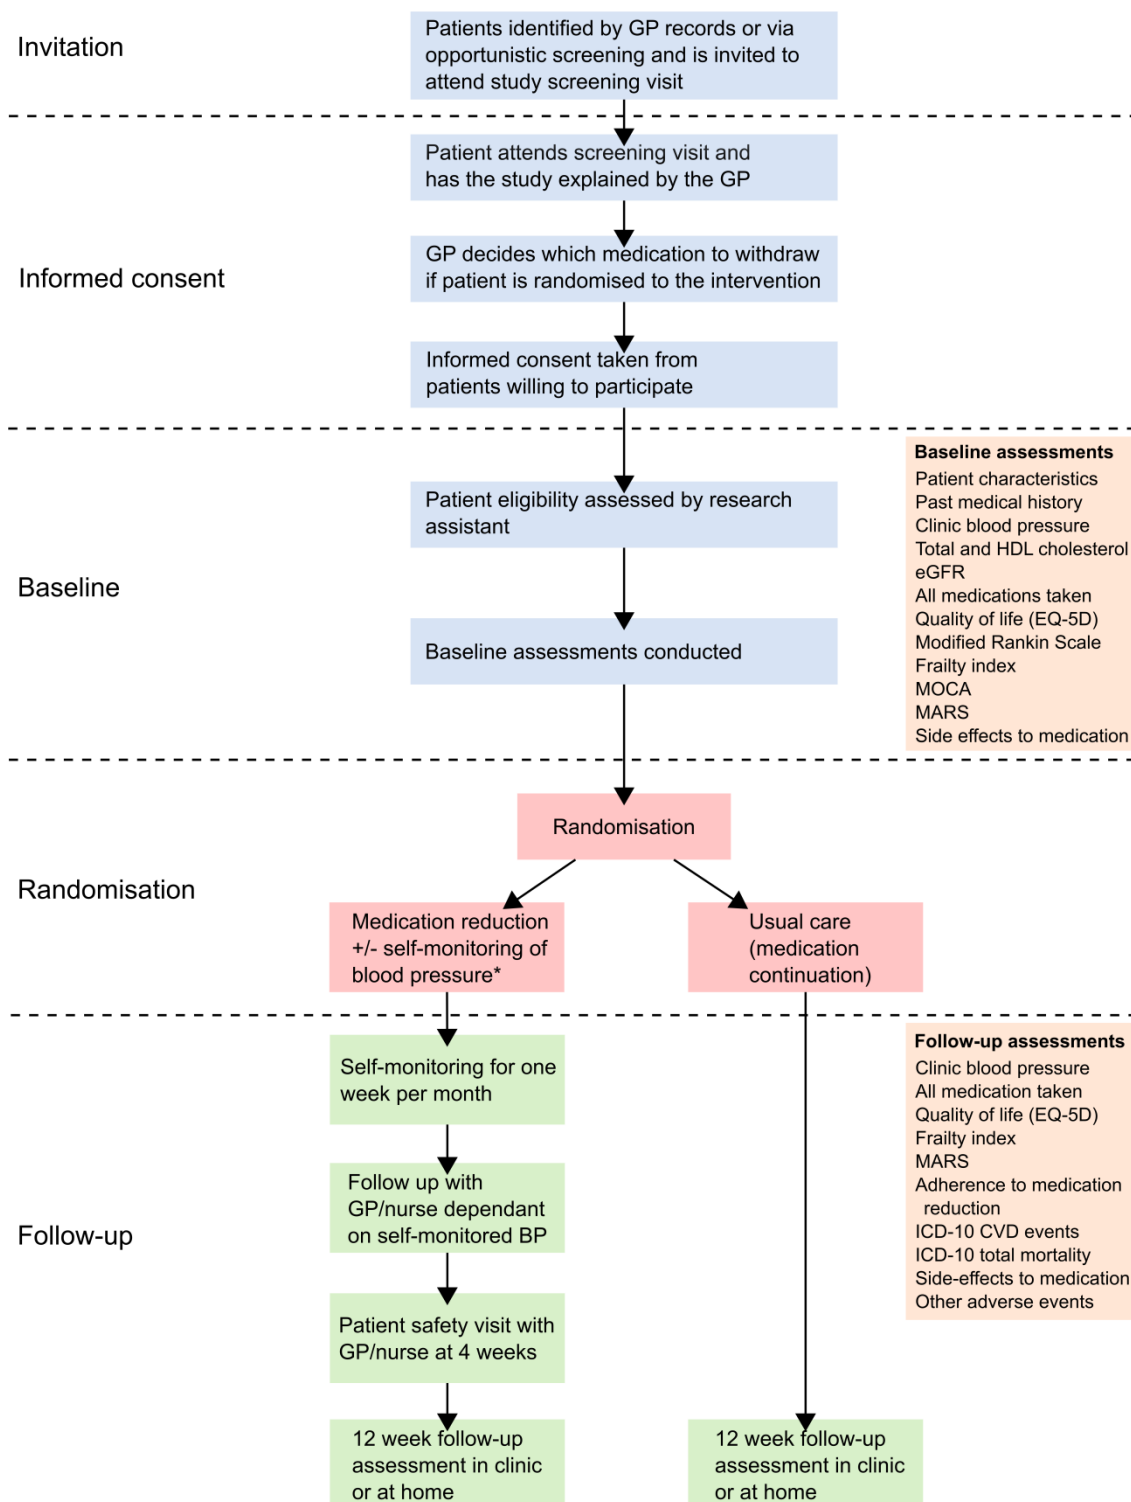 Invitation
Patients identified by GP records or via
opportunistic screening and is invited to
attend study screening visit
Patient attends screening visit and
has the study explained by the GP
Informed consent
GP decides which medication to withdraw
if patient is randomised to the intervention
Informed consent taken from
patients willing to participate
Baseline
Patient eligibility assessed by research
assistant
Baseline assessments conducted
Baseline assessments
Patient characteristics
Past medical history
Clinic blood pressure
Total and HDL cholesterol
eGFR
All medications taken
Quality of life (EQ-5D)
Modified Rankin Scale
Frailty index
MOCA
MARS
Side effects to medication
Randomisation
Randomisation
Medication reduction
+/- self-monitoring of
blood pressure*
Usual care
(medication
continuation)
Follow-up
Self-monitoring for one
week per month
Follow up with
GP/nurse dependant
on self-monitored BP
Patient safety visit with
GP/nurse at 4 weeks
12 week follow-up
assessment in clinic
or at home
12 week follow-up
assessment in clinic
or at home
Follow-up assessments
Clinic blood pressure
All medication taken
Quality of life (EQ-5D)
Frailty index
MARS
Adherence to medication
reduction
ICD-10 CVD events
ICD-10 total mortality
Side-effects to medication
Other adverse events